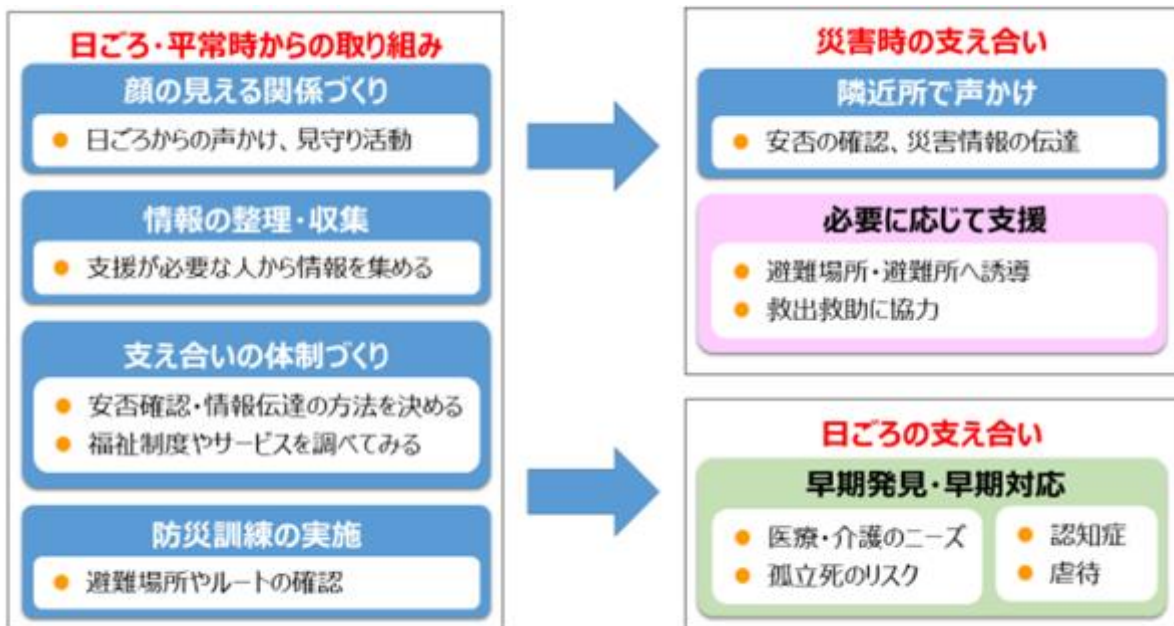 日ごろ・平常時からの取り組み
顔の見える関係づくり
● 日ごろからの声かけ、見守り活動
情報の整理・収集
● 支援が必要な人から情報を集める
支え合いの体制づくり
● 安否確認・情報伝達の方法を決める
● 福祉制度やサービスを調べてみる
防災訓練の実施
● 避難場所やルートの確認
災害時の支え合い
隣近所で声かけ
● 安否の確認、災害情報の伝達
必要に応じて支援
● 避難場所・避難所へ誘導
● 救出救助に協力
日ごろの支え合い
早期発見・早期対応
● 医療・介護のニーズ
● 孤立死のリスク
● 認知症
● 虐待